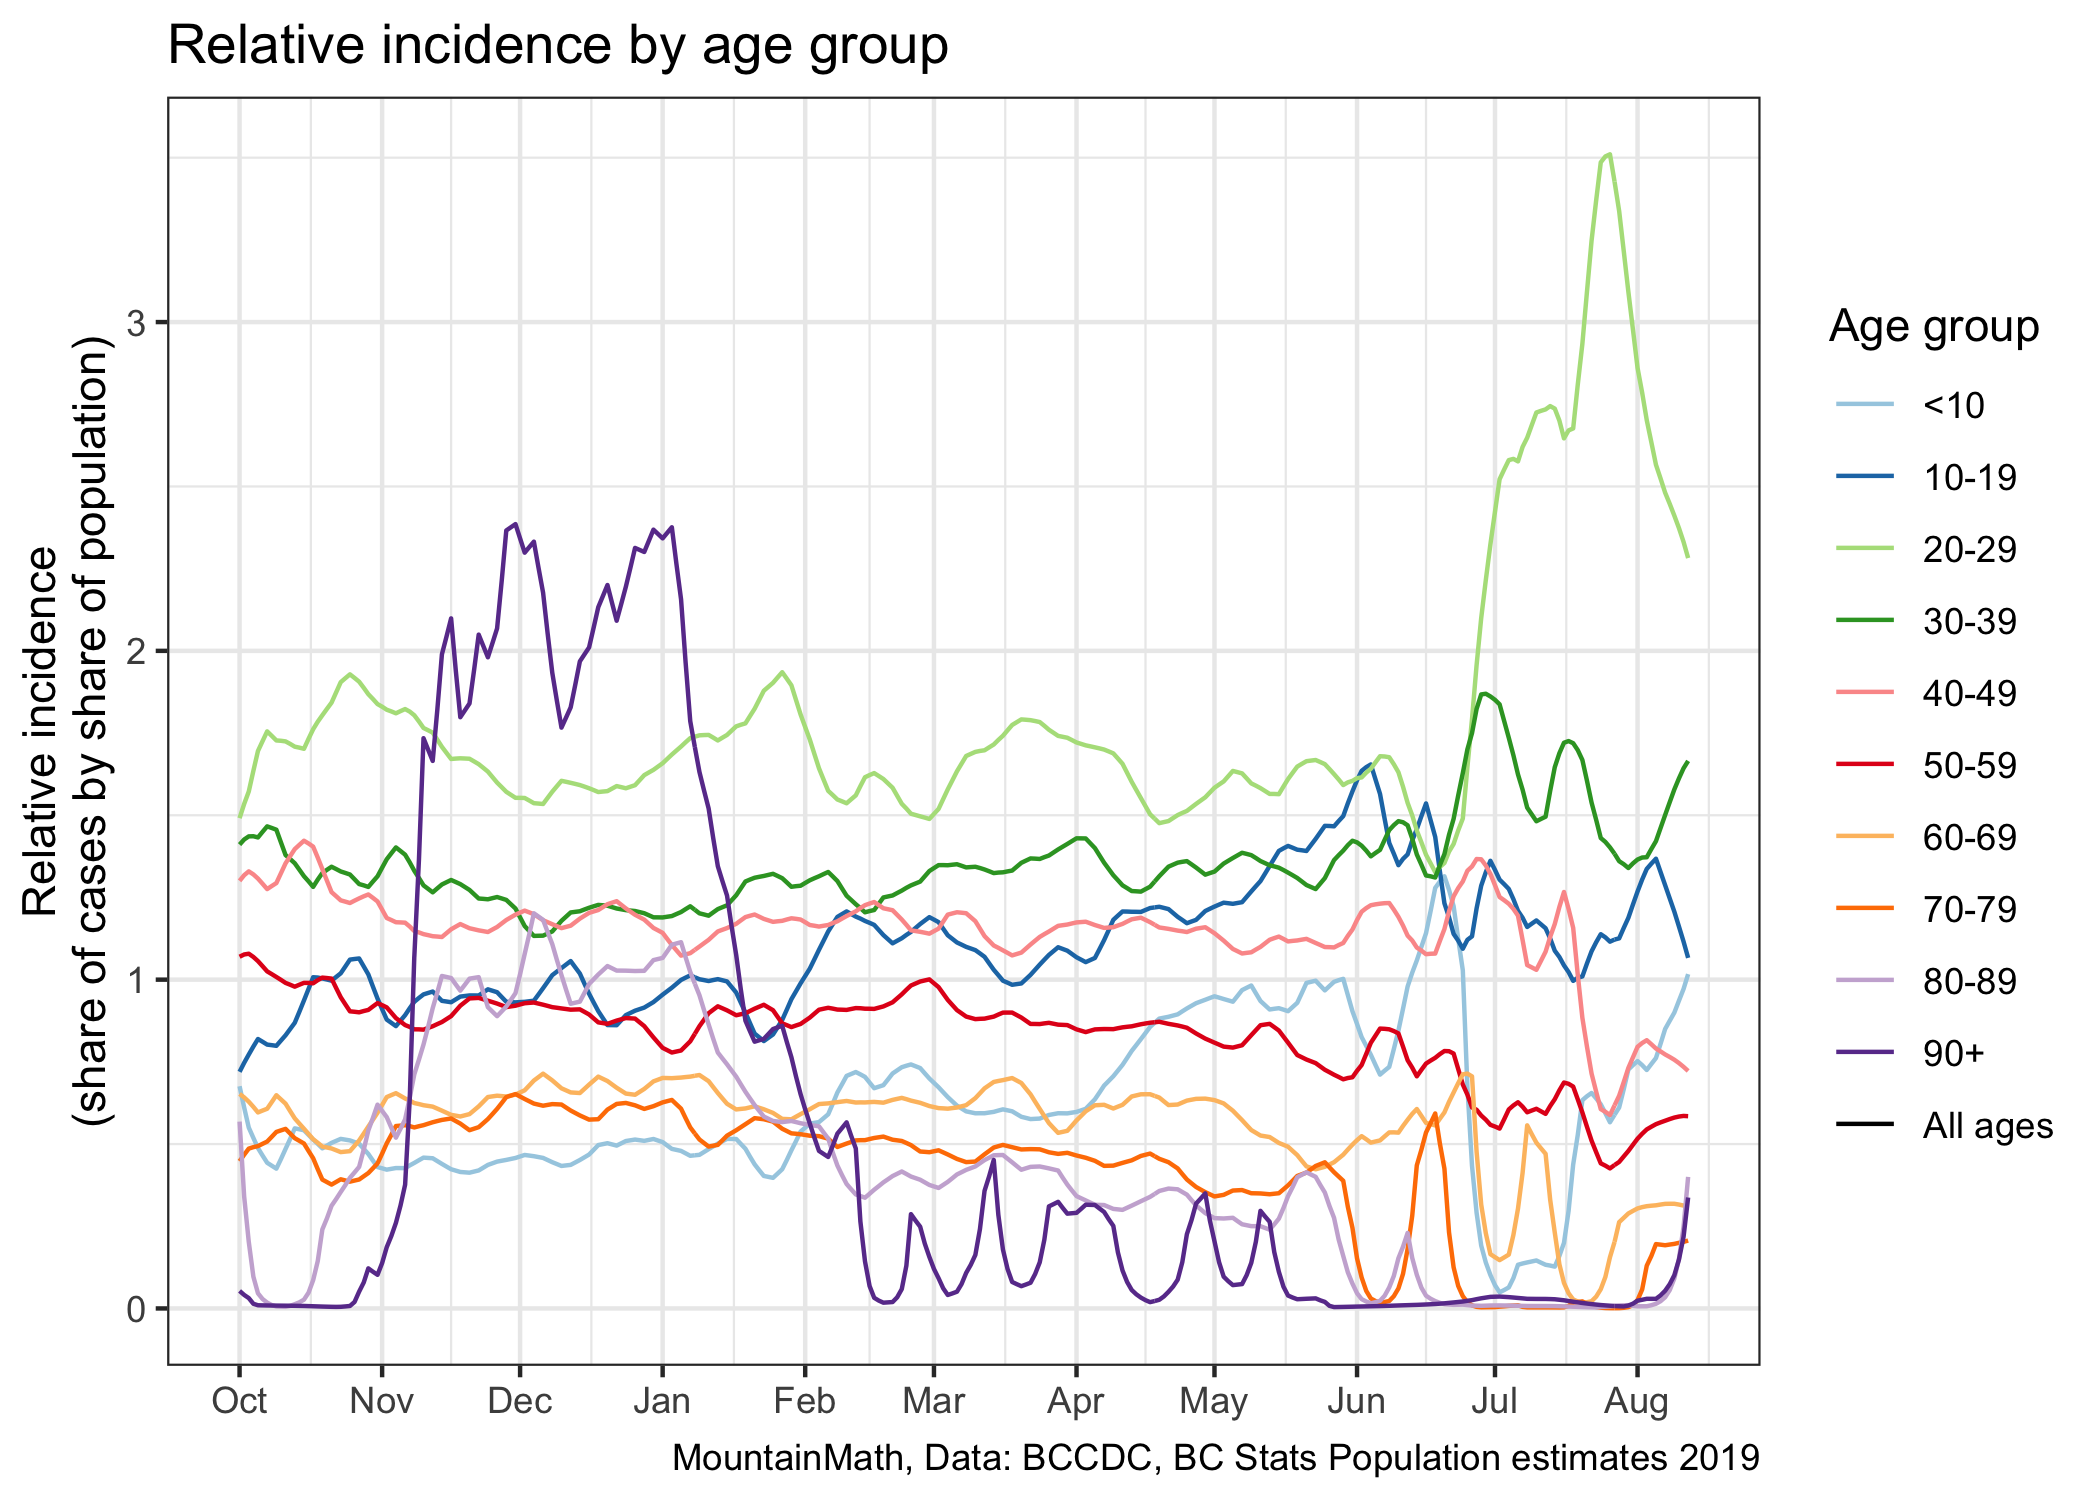 Relative incidence by age group
Relative incidence
(share of cases by share of population)
3
2
1
0
Oct Nov Dec Jan Feb Mar Apr May Jun Jul Aug
Age group
<10
10-19
20-29
30-39
40-49
50-59
60-69
70-79
80-89
90+
All ages
MountainMath, Data: BCCDC, BC Stats Population estimates 2019